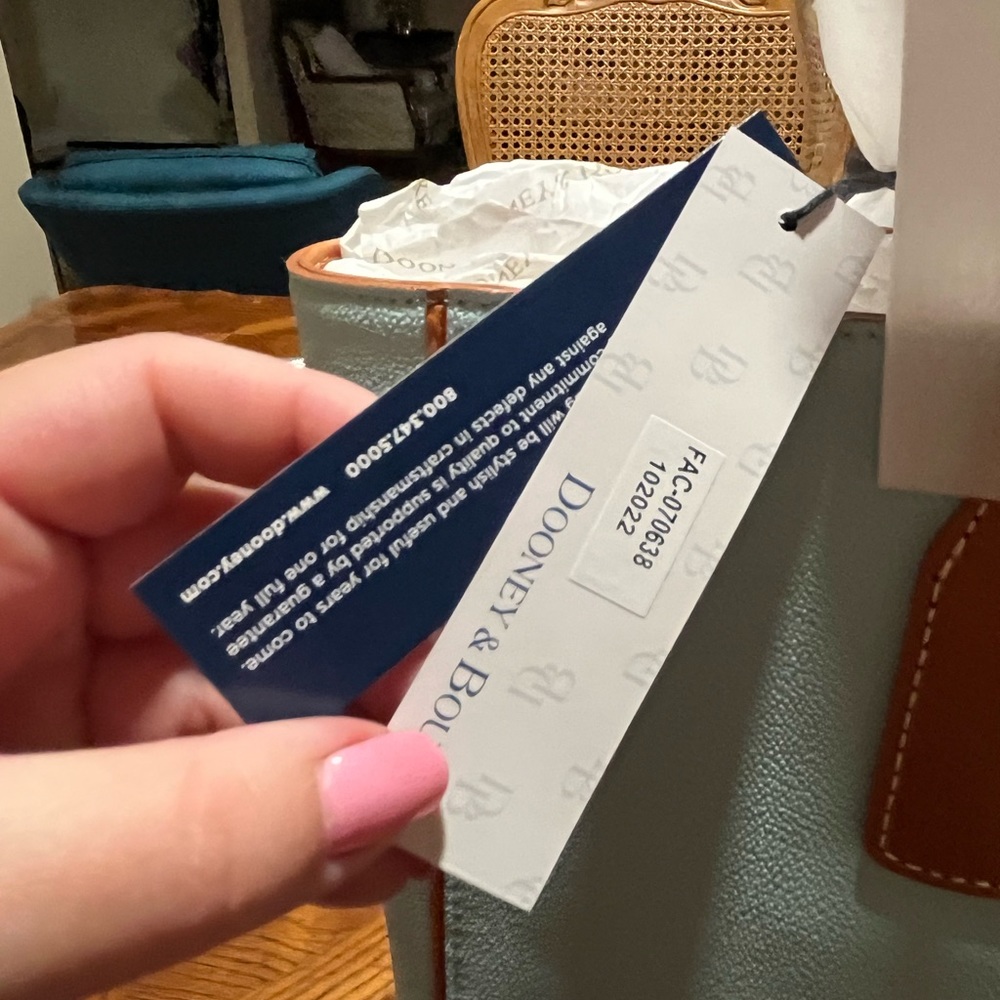 DOONEY & BOU
FAC-070638
102022
against any defects in craftsmanship for one full year.
commitment to quality is supported by a guarantee
will be stylish and useful for years to come.
800.347.5000 www.dooney.com
DOON